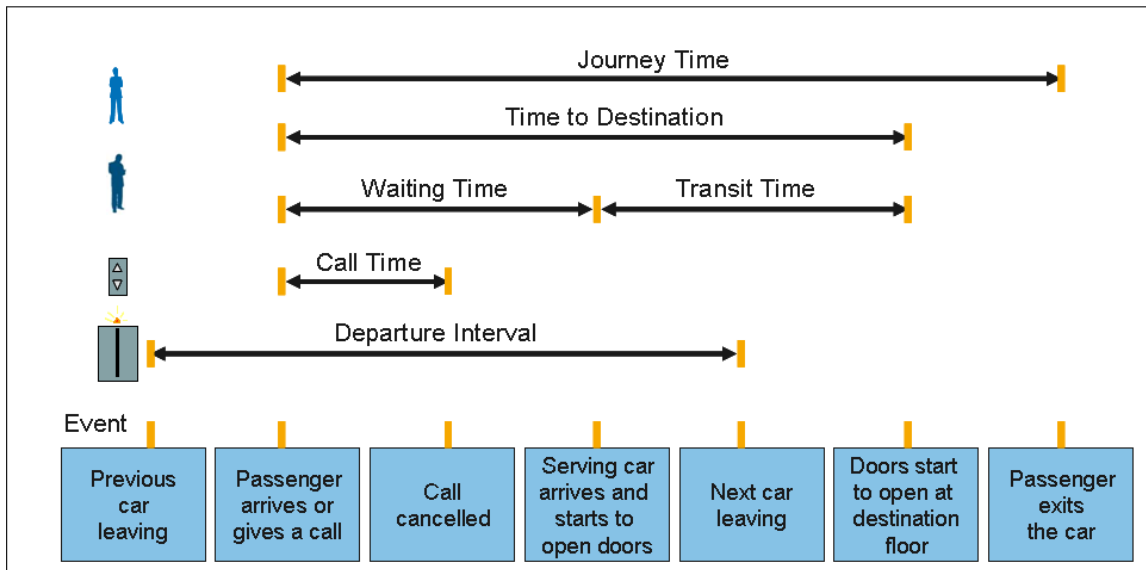 Journey Time
Time to Destination
Waiting Time
Transit Time
Call Time
Departure Interval
Event
Previous
car
leaving
Passenger
arrives or
gives a call
Call
cancelled
Serving car
arrives and
starts to
open doors
Next car
leaving
Doors start
to open at
destination
floor
Passenger
exits
the car